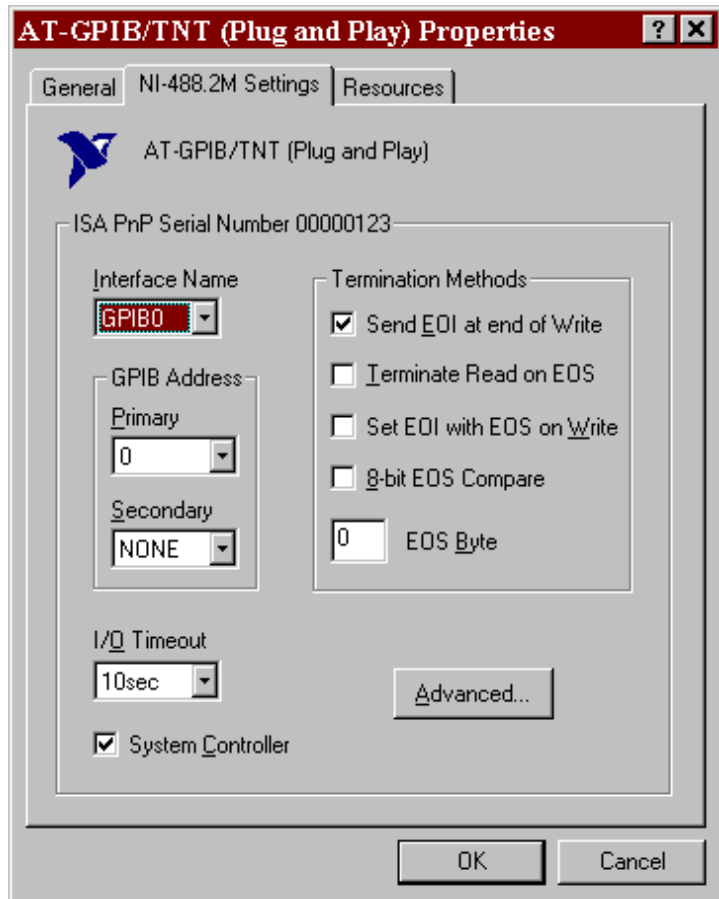 AT-GPIB/TNT (Plug and Play) Properties
General NI-488.2M Settings Resources
AT-GPIB/TNT (Plug and Play)
ISA PnP Serial Number 00000123
Interface Name
GPIB0
GPIB Address
Primary
0
Secondary
NONE
Termination Methods
Send EOI at end of Write
Terminate Read on EOS
Set EOI with EOS on Write
8-bit EOS Compare
0 EOS Byte
I/O Timeout
10sec
Advanced...
System Controller
OK Cancel